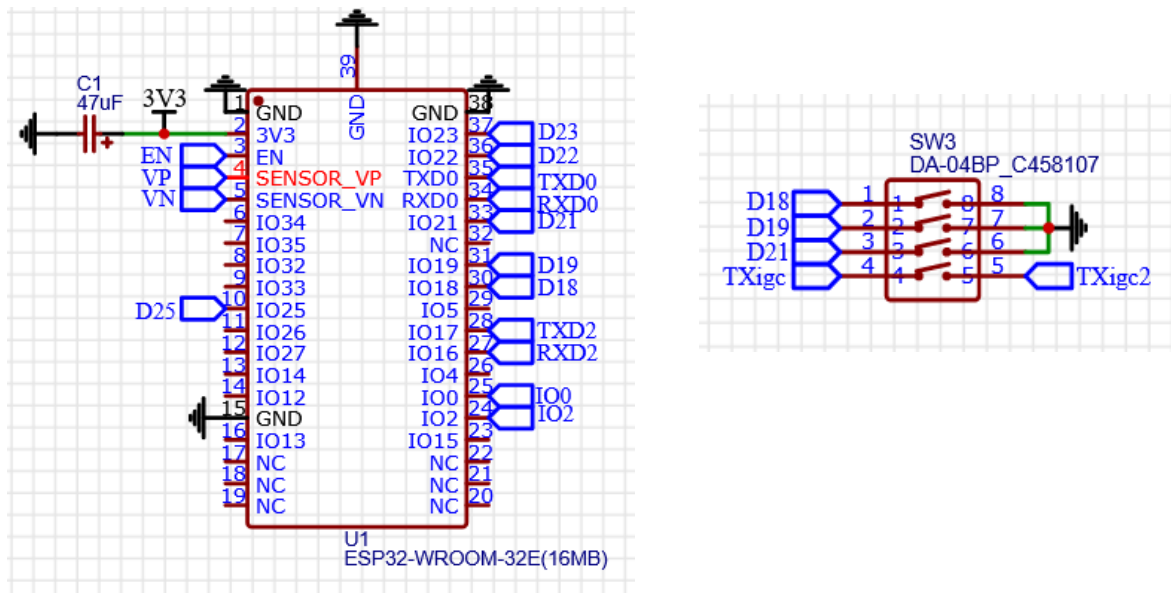 39
GND
C1
47uF
3V3
1 GND GND 38
2 3V3 IO23 37 D23
EN 3 EN IO22 36 D22
VP 4 SENSOR_VP TXD0 35 TXD0
VN 5 SENSOR_VN RXD0 34 RXD0
6 IO34 IO21 33 D21
7 IO35 NC 32
8 IO32 IO19 31 D19
9 IO33 IO18 30 D18
D25 10 IO25 IO5 29
11 IO26 IO17 28 TXD2
12 IO27 IO16 27 RXD2
13 IO14 IO4 26
14 IO12 IO0 25 IO0
15 GND IO2 24 IO2
16 IO13 IO15 23
17 NC NC 22
18 NC NC 21
19 NC NC 20
U1
ESP32-WROOM-32E(16MB)
SW3
DA-04BP_C458107
D18 1 1 8 8
D19 2 2 7 7
D21 3 3 6 6
TXigc 4 4 5 5 TXigc2